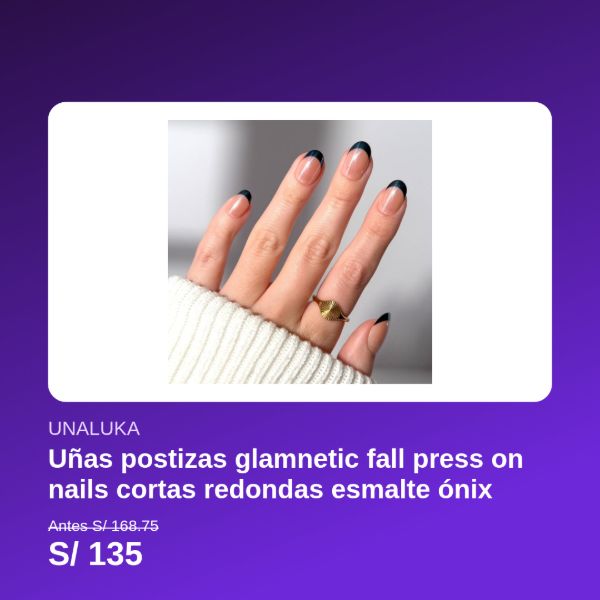 UNALUKA
Uñas postizas glamnetic fall press on
nails cortas redondas esmalte ónix
Antes S/ 168.75
S/ 135